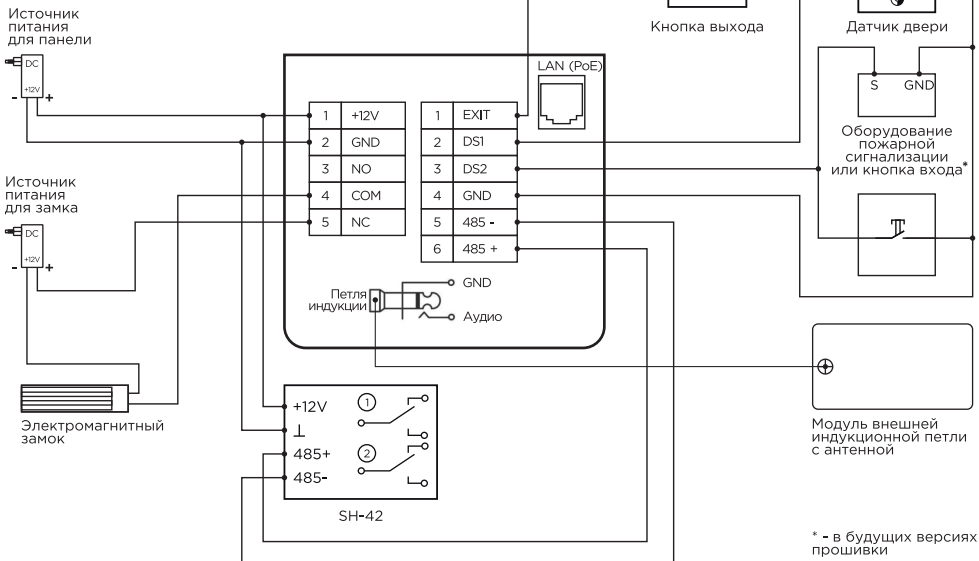 Источник
питания
для панели
DC
+12V
- +
Источник
питания
для замка
DC
+12V
- +
Электромагнитный
замок
1 +12V
2 GND
3 NO
4 COM
5 NC
1 EXIT
2 DS1
3 DS2
4 GND
5 485 -
6 485 +
LAN (PoE)
Петля
индукции
GND
Аудио
+12V
⊥
485+
485-
1
2
SH-42
Кнопка выхода
Датчик двери
S GND
Оборудование
пожарной
сигнализации
или кнопка входа*
Модуль внешней
индукционной петли
с антенной
* - в будущих версиях
прошивки